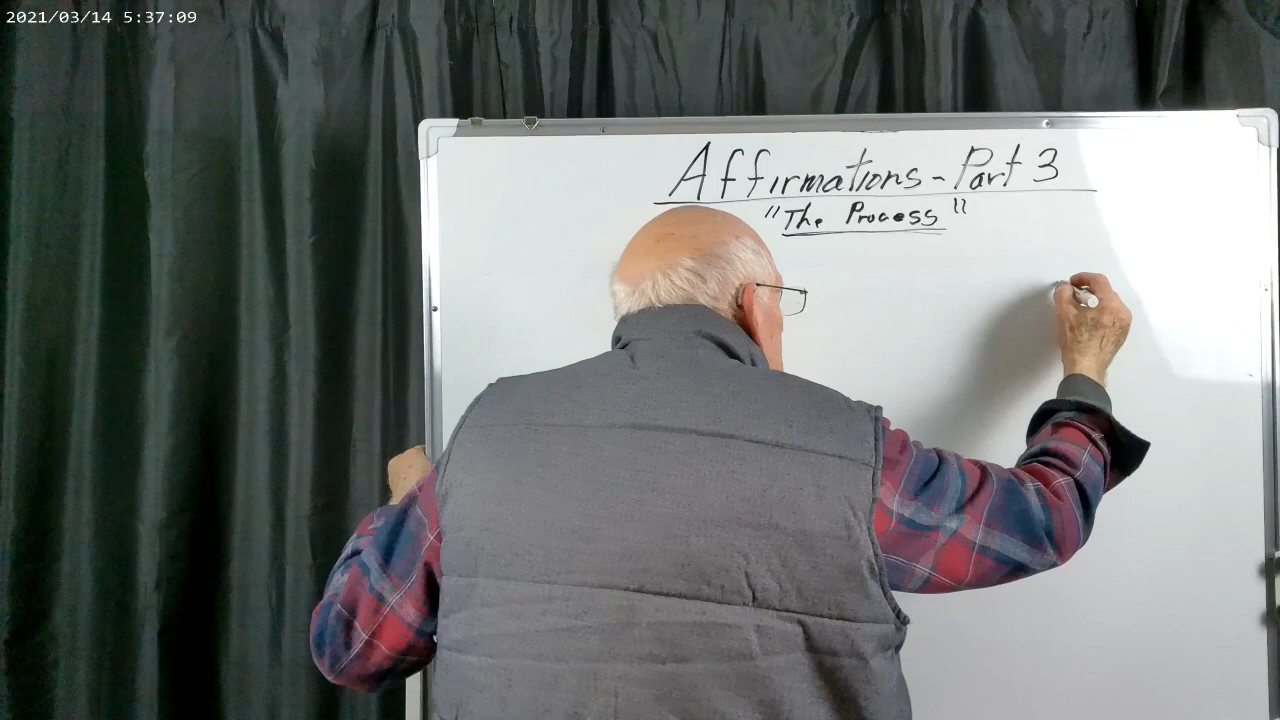 2021/03/14 5:37:09
Affirmations - Part 3
"The Process"